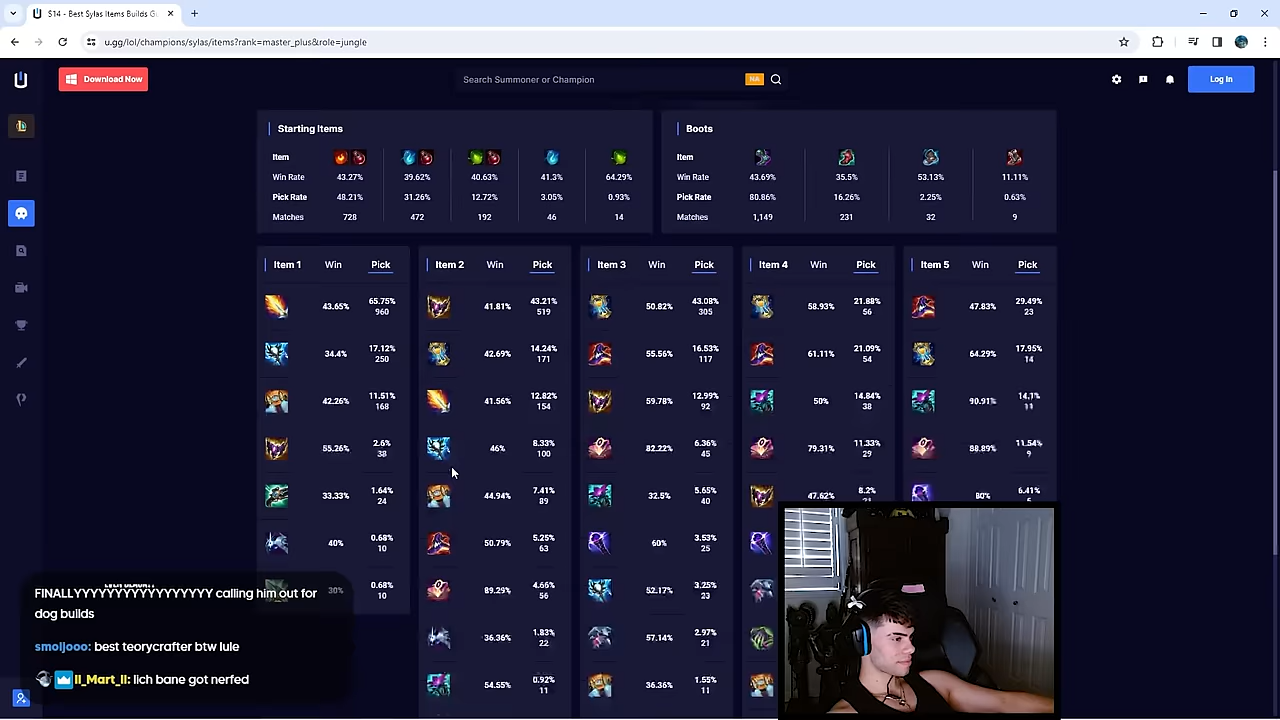 S14 - Best Sylas Items Builds G
u.gg/lol/champions/sylas/items?rank=master_plus&role=jungle
Download Now
Search Summoner or Champion
NA
Log In
Starting Items
Item
Win Rate 43.27% 39.62% 40.63% 41.3% 64.29%
Pick Rate 48.21% 31.26% 12.72% 3.05% 0.93%
Matches 728 472 192 46 14
Boots
Item
Win Rate 43.69% 35.5% 53.13% 11.11%
Pick Rate 80.86% 16.26% 2.25% 0.63%
Matches 1,149 231 32 9
Item 1 Win Pick
43.65% 65.75%
960
34.4% 17.12%
250
42.26% 11.51%
168
55.26% 2.6%
38
33.33% 1.64%
24
40% 0.68%
10
30% 0.68%
10
Item 2 Win Pick
41.81% 43.21%
519
42.69% 14.24%
171
41.56% 12.82%
154
46% 8.33%
100
44.94% 7.41%
89
50.79% 5.25%
63
89.29% 4.66%
56
36.36% 1.83%
22
54.55% 0.92%
11
Item 3 Win Pick
50.82% 43.08%
305
55.56% 16.53%
117
59.78% 12.99%
92
82.22% 6.36%
45
32.5% 5.65%
40
60% 3.53%
25
52.17% 3.25%
23
57.14% 2.97%
21
36.36% 1.55%
11
Item 4 Win Pick
58.93% 21.88%
56
61.11% 21.09%
54
50% 14.84%
38
79.31% 11.33%
29
47.62% 8.2%
Item 5 Win Pick
47.83% 29.49%
23
64.29% 17.95%
14
90.91% 14.1%
11
88.89% 11.54%
9
80% 6.41%
FINALLYYYYYYYYYYYYYYYYY calling him out for
dog builds
smoljooo: best teorycrafter btw lule
II_Mart_II: lich bane got nerfed